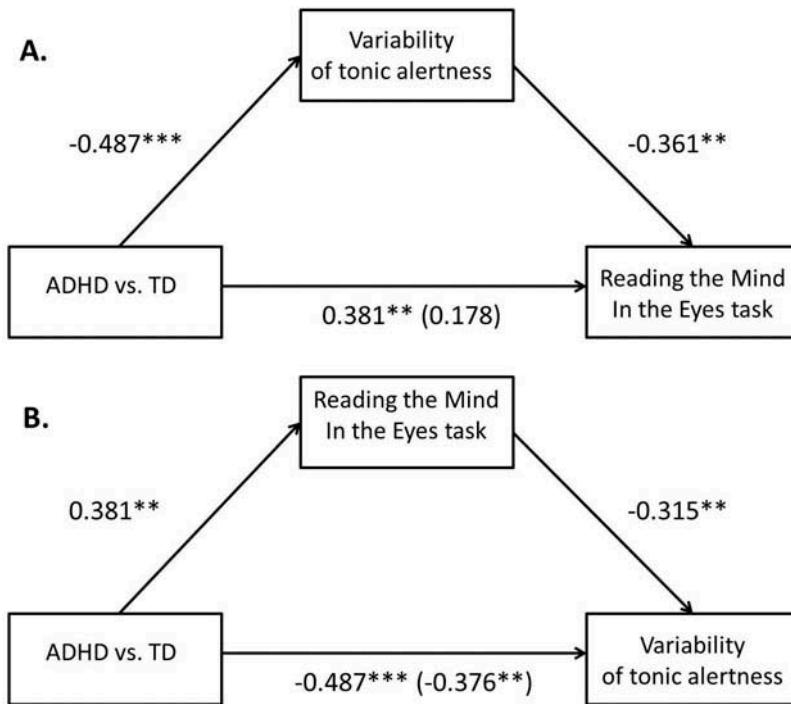 A.
Variability
of tonic alertness
-0.487***
-0.361**
ADHD vs. TD
Reading the Mind
In the Eyes task
0.381** (0.178)
B.
Reading the Mind
In the Eyes task
0.381**
-0.315**
ADHD vs. TD
Variability
of tonic alertness
-0.487*** (-0.376**)